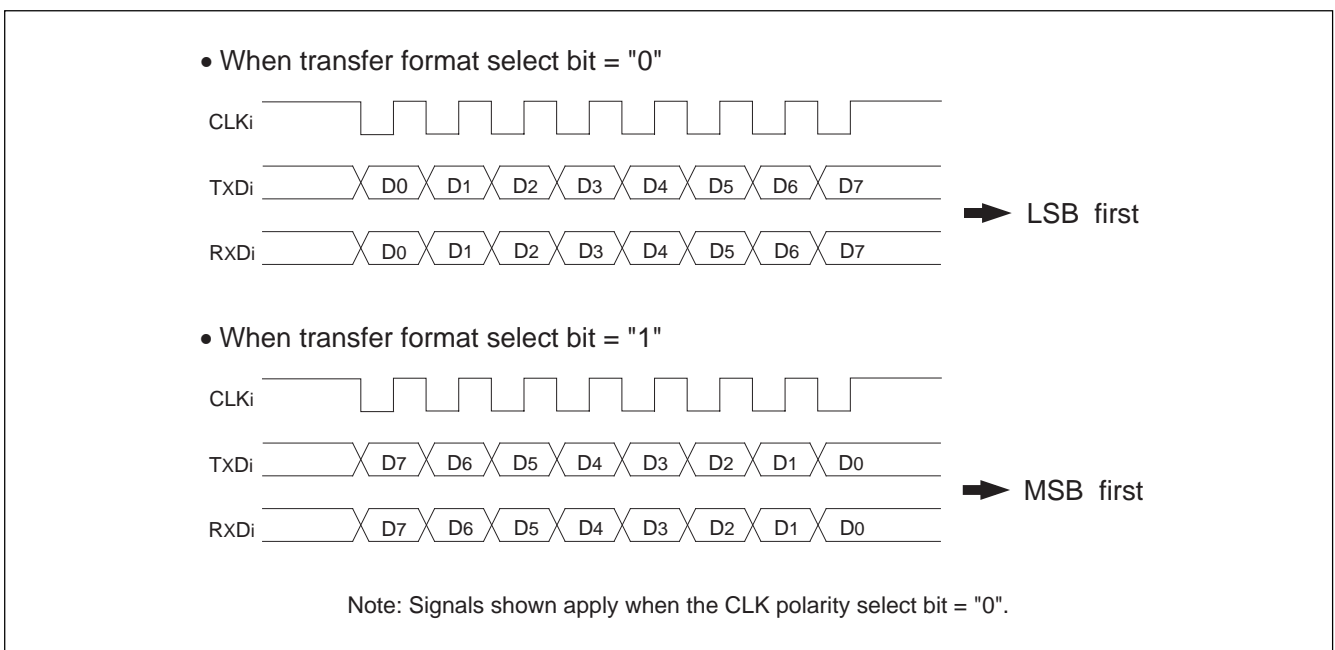 • When transfer format select bit = "0"
CLKi
TXDi D0 D1 D2 D3 D4 D5 D6 D7
LSB first
RXDi D0 D1 D2 D3 D4 D5 D6 D7
• When transfer format select bit = "1"
CLKi
TXDi D7 D6 D5 D4 D3 D2 D1 D0
MSB first
RXDi D7 D6 D5 D4 D3 D2 D1 D0
Note: Signals shown apply when the CLK polarity select bit = "0".